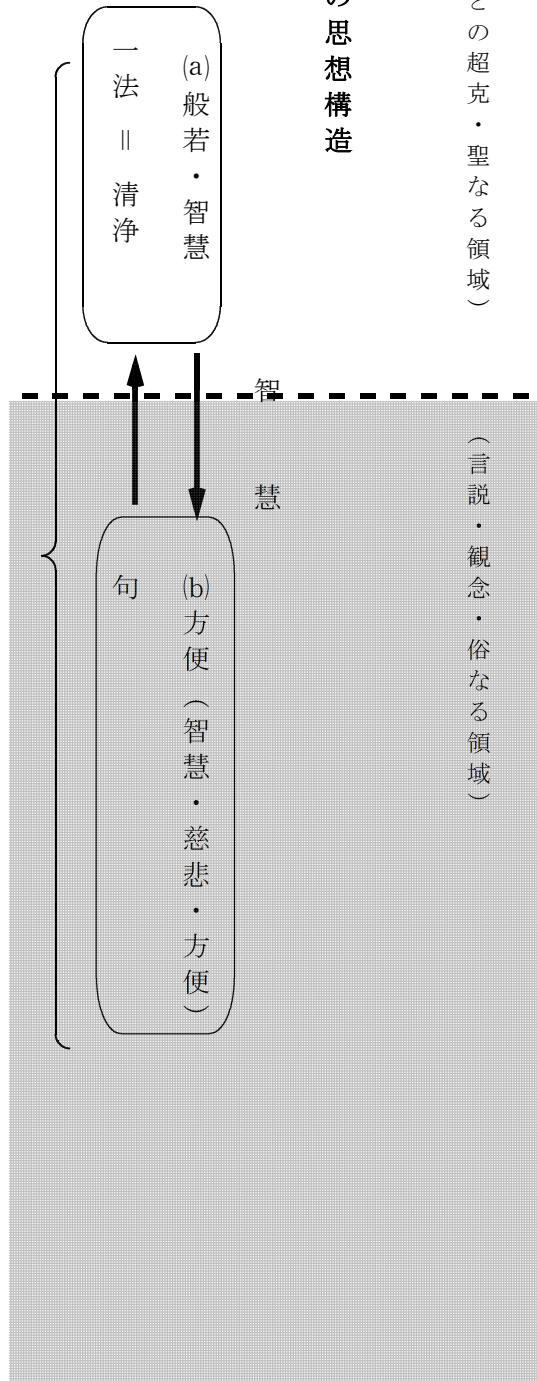 との超克・聖なる領域）
（言説・観念・俗なる領域）
の思想構造
智慧
(a)般若・智慧
一法＝清浄
(b)方便（智慧・慈悲・方便）
句